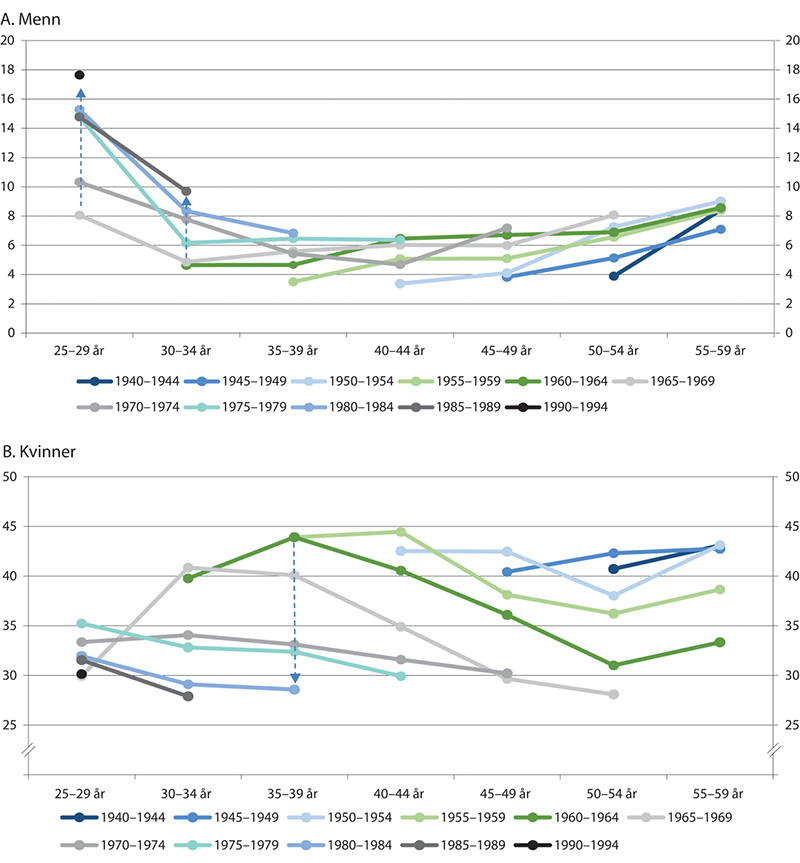 A. Menn
20 20
18 18
16 16
14 14
12 12
10 10
8 8
6 6
4 4
2 2
0 0
25–29 år 30–34 år 35–39 år 40–44 år 45–49 år 50–54 år 55–59 år
1940–1944 1945–1949 1950–1954 1955–1959 1960–1964 1965–1969
1970–1974 1975–1979 1980–1984 1985–1989 1990–1994
B. Kvinner
50 50
45 45
40 40
35 35
30 30
25 25
25–29 år 30–34 år 35–39 år 40–44 år 45–49 år 50–54 år 55–59 år
1940–1944 1945–1949 1950–1954 1955–1959 1960–1964 1965–1969
1970–1974 1975–1979 1980–1984 1985–1989 1990–1994